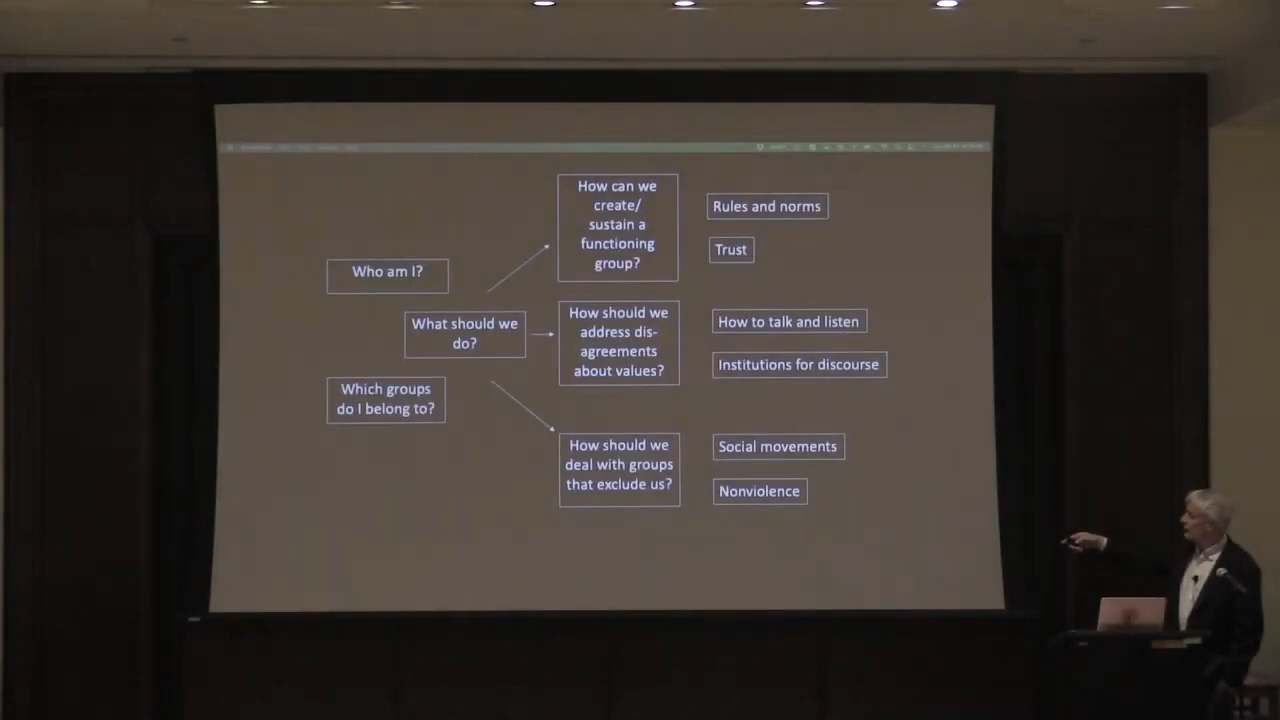 Who am I?
What should we
do?
Which groups
do I belong to?
How can we
create/
sustain a
functioning
group?
Rules and norms
Trust
How should we
address dis-
agreements
about values?
How to talk and listen
Institutions for discourse
How should we
deal with groups
that exclude us?
Social movements
Nonviolence